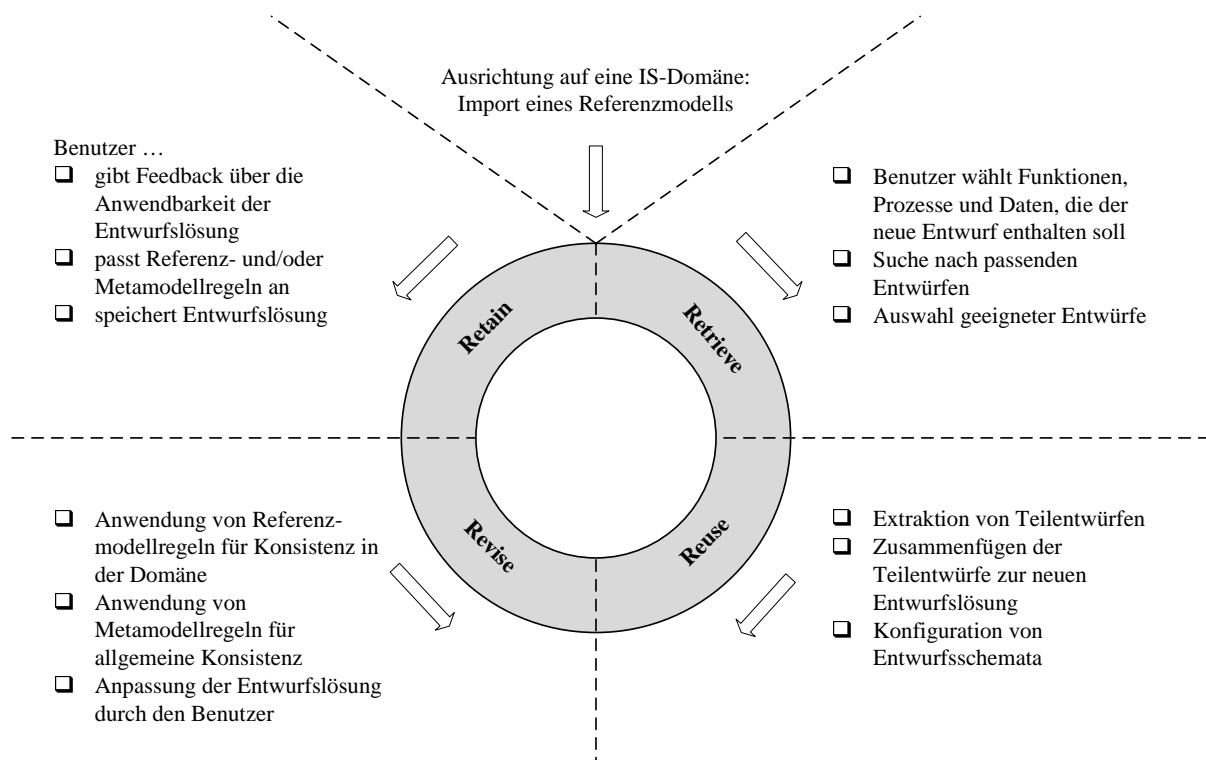 Ausrichtung auf eine IS-Domäne:
Import eines Referenzmodells
Benutzer …
❑ gibt Feedback über die
Anwendbarkeit der
Entwurfslösung
❑ passt Referenz- und/oder
Metamodellregeln an
❑ speichert Entwurfslösung
❑ Benutzer wählt Funktionen,
Prozesse und Daten, die der
neue Entwurf enthalten soll
❑ Suche nach passenden
Entwürfen
❑ Auswahl geeigneter Entwürfe
Retain
Retrieve
Revise
Reuse
❑ Anwendung von Referenz-
modellregeln für Konsistenz in
der Domäne
❑ Anwendung von
Metamodellregeln für
allgemeine Konsistenz
❑ Anpassung der Entwurfslösung
durch den Benutzer
❑ Extraktion von Teilentwürfen
❑ Zusammenfügen der
Teilentwürfe zur neuen
Entwurfslösung
❑ Konfiguration von
Entwurfsschemata